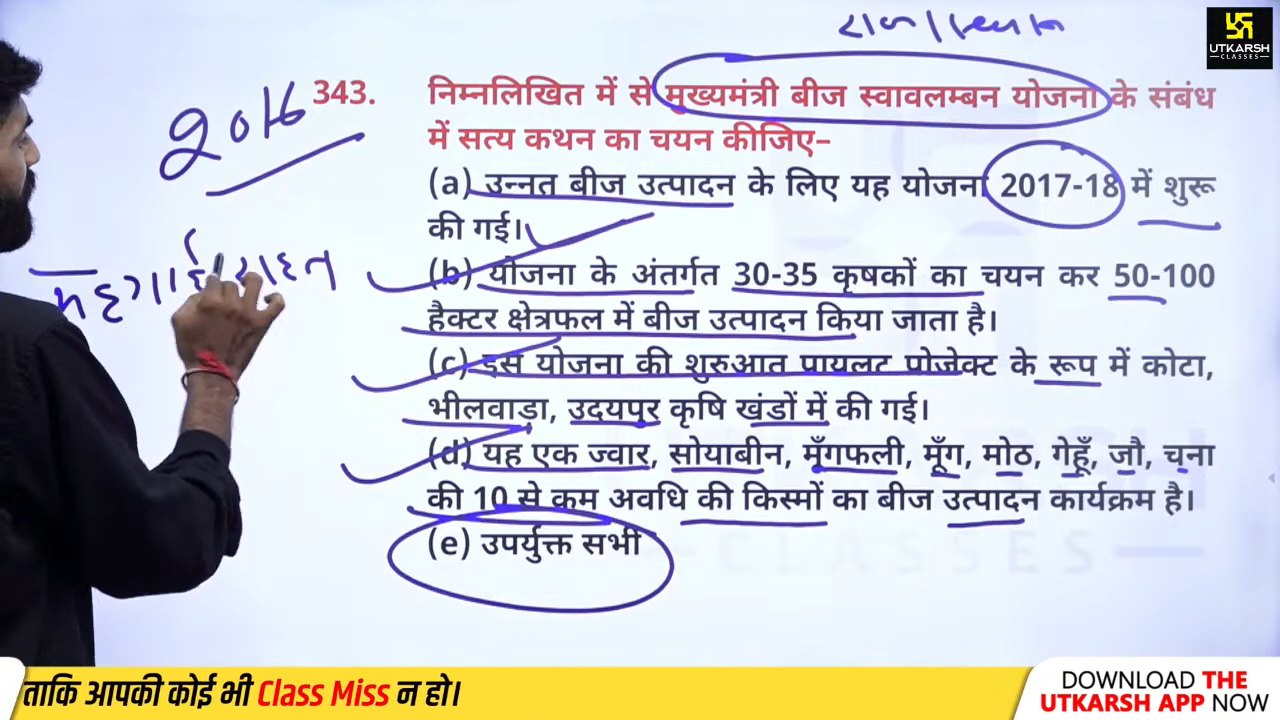 UTKARSH
CLASSES
2016
343. निम्नलिखित में से मुख्यमंत्री बीज स्वावलम्बन योजना के संबंध
में सत्य कथन का चयन कीजिए–
(a) उन्नत बीज उत्पादन के लिए यह योजना 2017-18 में शुरू
की गई।
(b) योजना के अंतर्गत 30-35 कृषकों का चयन कर 50-100
हैक्टर क्षेत्रफल में बीज उत्पादन किया जाता है।
(c) इस योजना की शुरुआत पायलट प्रोजेक्ट के रूप में कोटा,
भीलवाड़ा, उदयपुर कृषि खंडों में की गई।
(d) यह एक ज्वार, सोयाबीन, मूँगफली, मूँग, मोठ, गेहूँ, जौ, चना
की 10 से कम अवधि की किस्मों का बीज उत्पादन कार्यक्रम है।
(e) उपर्युक्त सभी
CLASSES
ताकि आपकी कोई भी Class Miss न हो।
DOWNLOAD THE
UTKARSH APP NOW